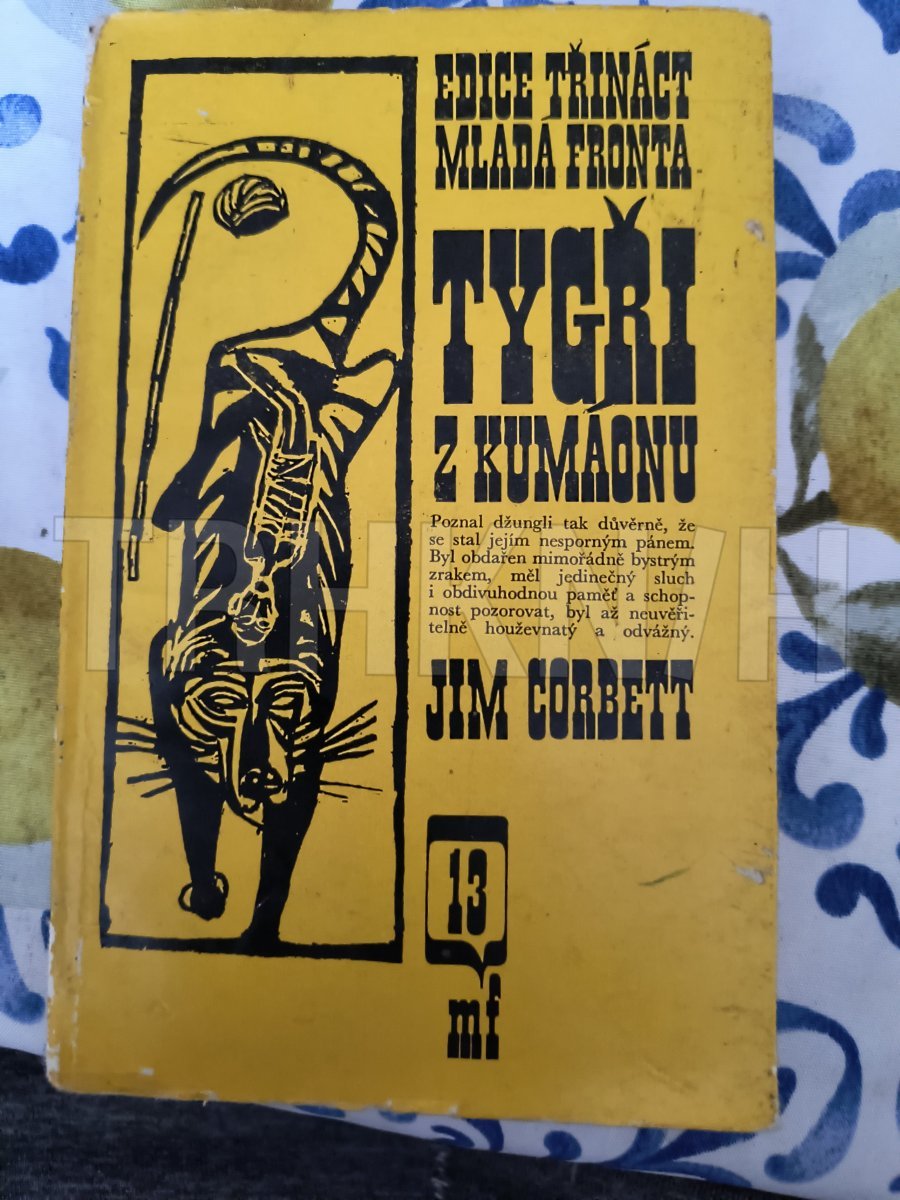 EDICE TŘINÁCT
MLADÁ FRONTA
TYGŘI
Z KUMÁONU
Poznal džungli tak důvěrně, že
se stal jejím nesporným pánem.
Byl obdařen mimořádně bystrým
zrakem, měl jedinečný sluch
i obdivuhodnou paměť a schop-
nost pozorovat, byl až neuvěři-
telně houževnatý a odvážný.
JIM CORBETT
13
mf